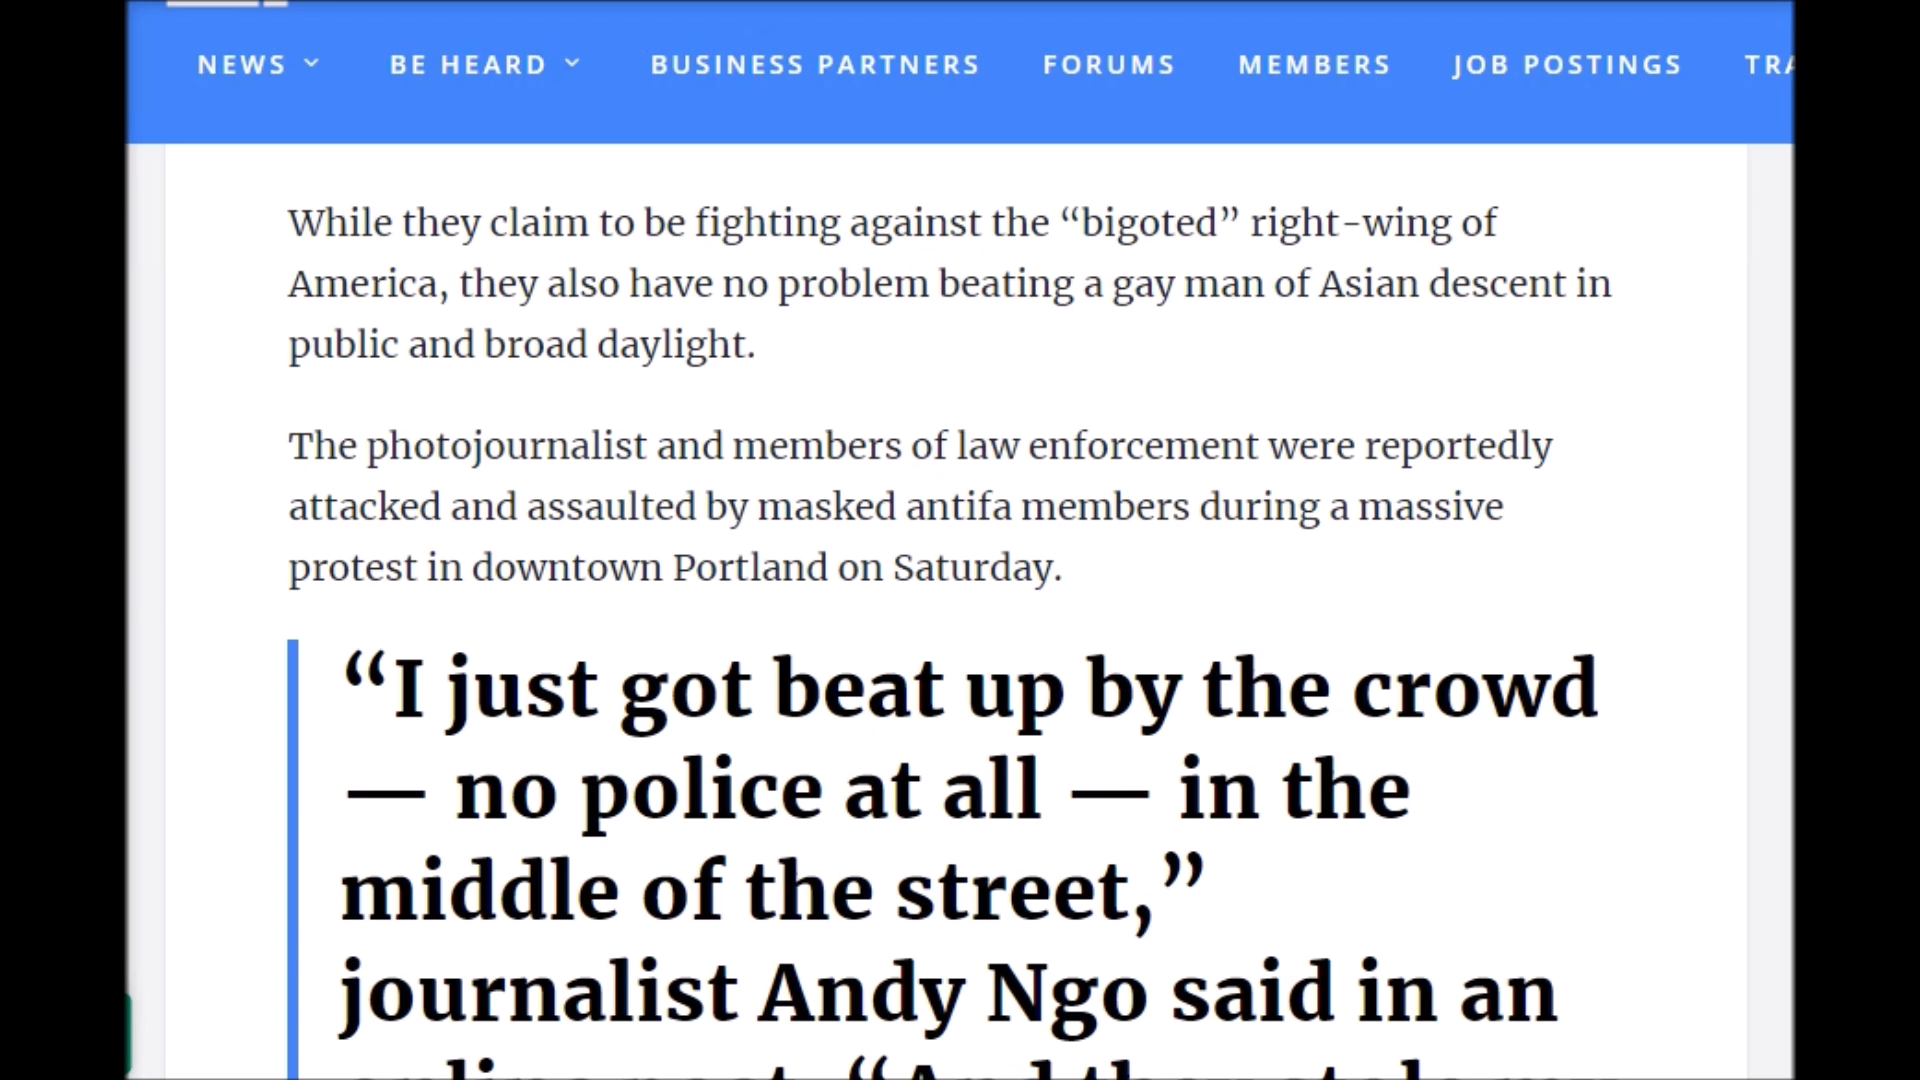 NEWS BE HEARD BUSINESS PARTNERS FORUMS MEMBERS JOB POSTINGS TRA
While they claim to be fighting against the “bigoted” right-wing of
America, they also have no problem beating a gay man of Asian descent in
public and broad daylight.
The photojournalist and members of law enforcement were reportedly
attacked and assaulted by masked antifa members during a massive
protest in downtown Portland on Saturday.
“I just got beat up by the crowd
— no police at all — in the
middle of the street,”
journalist Andy Ngo said in an